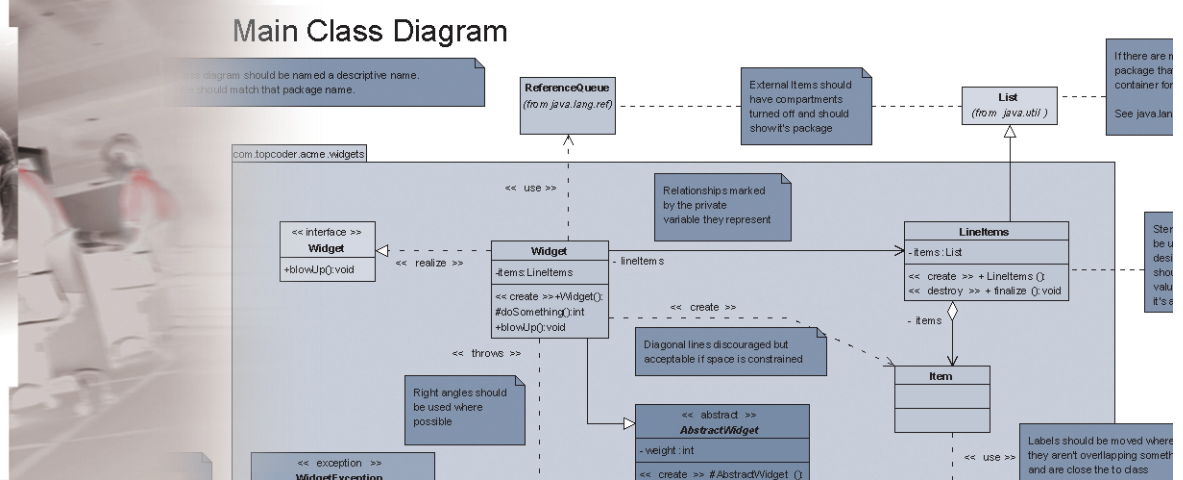 Main Class Diagram
diagram should be named a descriptive name.
should match that package name.
ReferenceQueue
(from java.lang.ref)
External Items should
have compartments
turned off and should
showit's package
List
(from java.util )
If there are
package
container for
See
com.topcoder.acme.widgets
<< use >>
Relationships marked
by the private
variable they represent
<< interface >>
Widget
+blowUp():void
<< realize >>
Widget
-items:LineItems
<< create >>+Widget():
#doSomething():int
+blowUp():void
- lineItems
LineItems
- items : List
<< create >> + LineItems ():
<< destroy >> + finalize (): void
be
it's
<< create >>
- items
Diagonal lines discouraged but
acceptable if space is constrained
<< throws >>
Item
Right angles should
be used where
possible
<< abstract >>
AbstractWidget
- weight : int
<< create >> # AbstractWidget ():
<< exception >>
WidgetException
<< use >>
Labels should be moved where
they aren't overlapping
and are close the to class